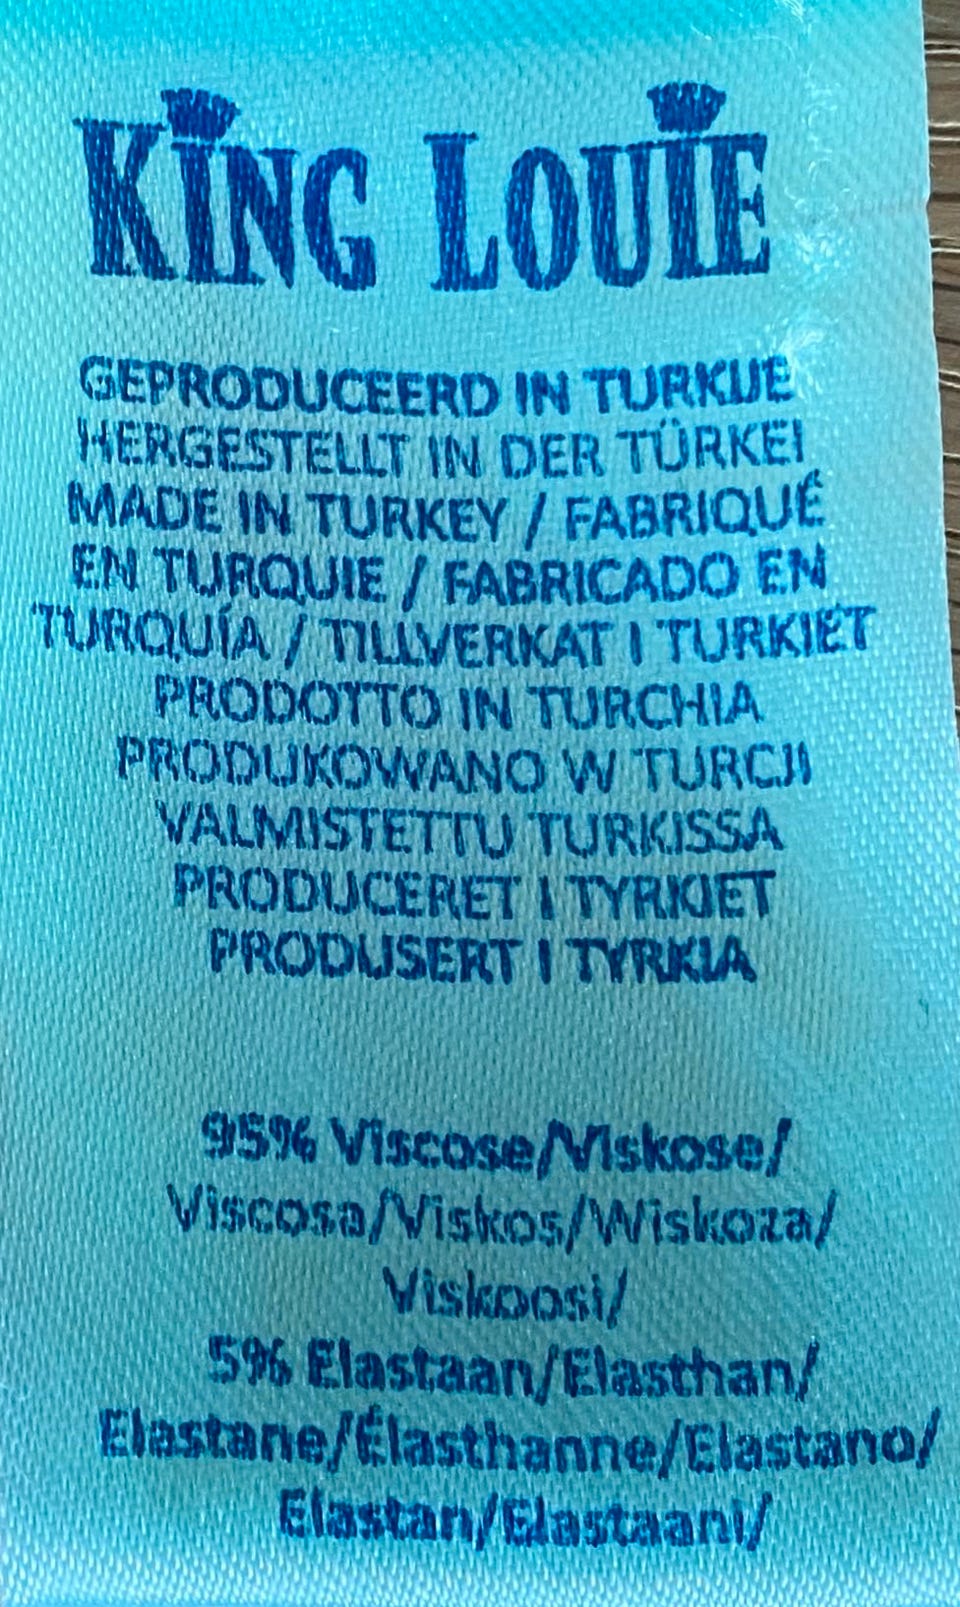 KING LOUIE
GEPRODUCEERD IN TURKIJE
HERGESTELLT IN DER TÜRKEI
MADE IN TURKEY / FABRIQUÉ
EN TURQUIE / FABRICADO EN
TURQUÍA / TILLVERKAT I TURKIET
PRODOTTO IN TURCHIA
PRODUKOWANO W TURCJI
VALMISTETTU TURKISSA
PRODUCERET I TYRKIET
PRODUSERT I TYRKIA
95% Viscose/Viskose/
Viscosa/Viskos/Wiskoza/
Viskoosi/
5% Elastaan/Elasthan/
Elastane/Élasthanne/Elastano/
Elastan/Elastaani/